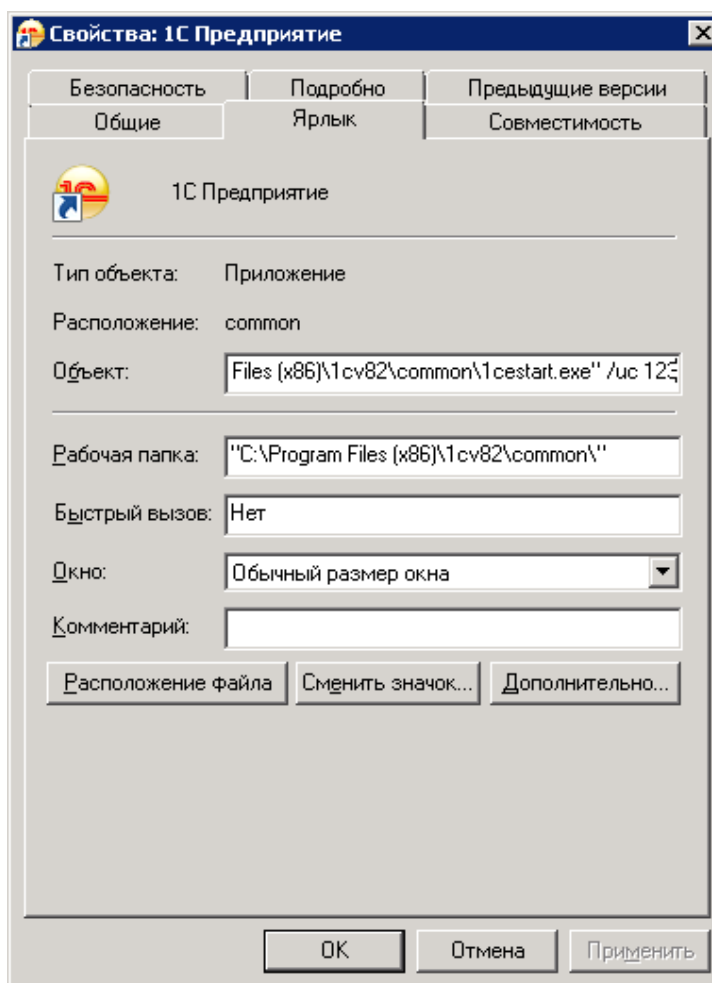 Свойства: 1С Предприятие
Безопасность Подробно Предыдущие версии
Общие Ярлык Совместимость
1С Предприятие
Тип объекта: Приложение
Расположение: common
Объект: Files (x86)\1cv82\common\1cestart.exe" /uc 123
Рабочая папка: "C:\Program Files (x86)\1cv82\common\"
Быстрый вызов: Нет
Окно: Обычный размер окна
Комментарий:
Расположение файла Сменить значок... Дополнительно...
OK Отмена Применить